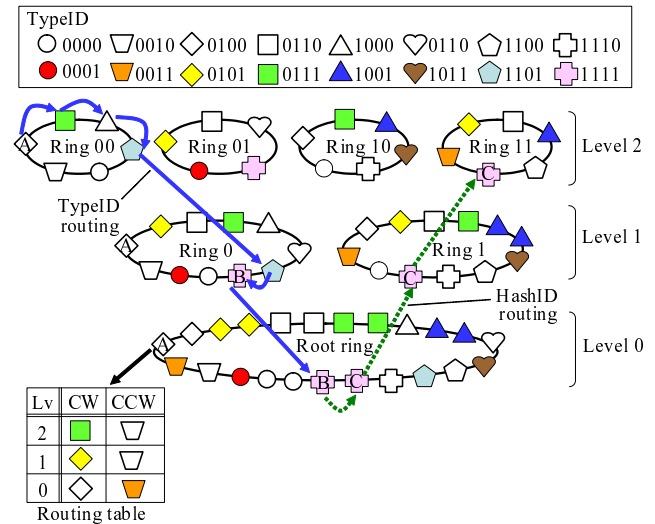 TypeID
0000 0010 0100 0110 1000 0110 1100 1110
0001 0011 0101 0111 1001 1011 1101 1111
A Ring 00 Ring 01 Ring 10 Ring 11 C Level 2
TypeID
routing
A Ring 0 B Ring 1 C Level 1
HashID
routing
A Root ring B C Level 0
Lv CW CCW
2
1
0
Routing table